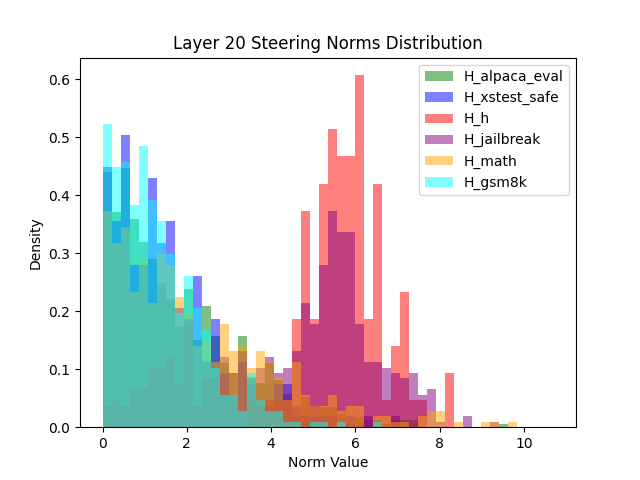 Layer 20 Steering Norms Distribution
H_alpaca_eval
H_xstest_safe
H_h
H_jailbreak
H_math
H_gsm8k
0.6
0.5
0.4
0.3
0.2
0.1
0.0
Density
0 2 4 6 8 10
Norm Value